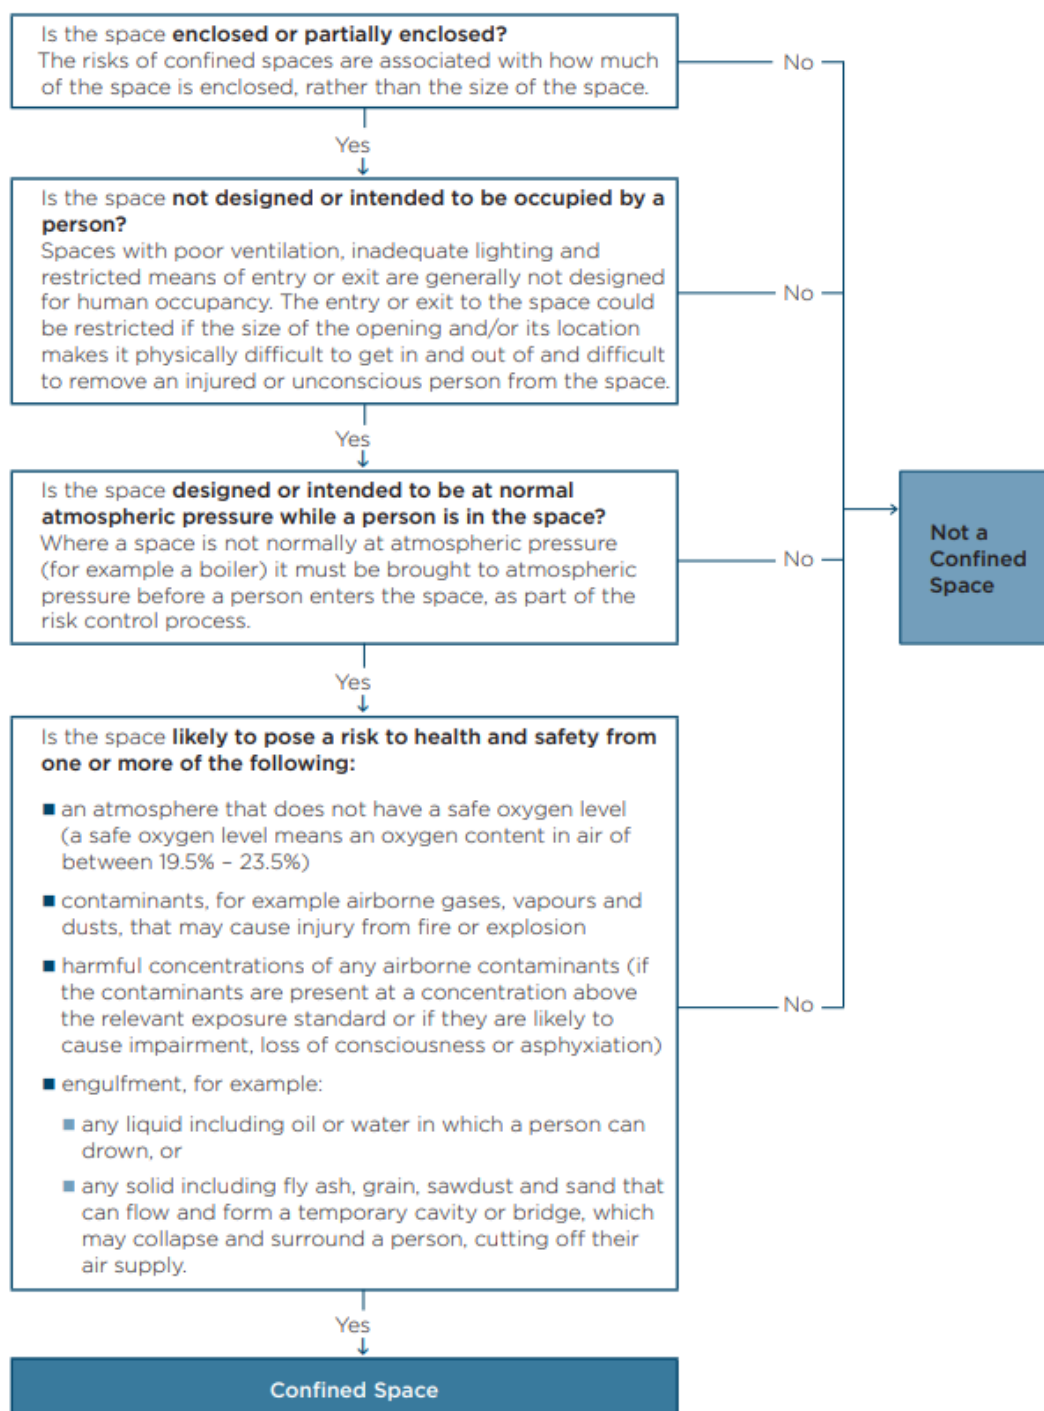 Is the space enclosed or partially enclosed?
The risks of confined spaces are associated with how much
of the space is enclosed, rather than the size of the space.
No
Yes
Is the space not designed or intended to be occupied by a
person?
Spaces with poor ventilation, inadequate lighting and
restricted means of entry or exit are generally not designed
for human occupancy. The entry or exit to the space could
be restricted if the size of the opening and/or its location
makes it physically difficult to get in and out of and difficult
to remove an injured or unconscious person from the space.
No
Yes
Is the space designed or intended to be at normal
atmospheric pressure while a person is in the space?
Where a space is not normally at atmospheric pressure
(for example a boiler) it must be brought to atmospheric
pressure before a person enters the space, as part of the
risk control process.
No
Not a
Confined
Space
Yes
Is the space likely to pose a risk to health and safety from
one or more of the following:
■ an atmosphere that does not have a safe oxygen level
(a safe oxygen level means an oxygen content in air of
between 19.5% – 23.5%)
■ contaminants, for example airborne gases, vapours and
dusts, that may cause injury from fire or explosion
■ harmful concentrations of any airborne contaminants (if
the contaminants are present at a concentration above
the relevant exposure standard or if they are likely to
cause impairment, loss of consciousness or asphyxiation)
■ engulfment, for example:
■ any liquid including oil or water in which a person can
drown, or
■ any solid including fly ash, grain, sawdust and sand that
can flow and form a temporary cavity or bridge, which
may collapse and surround a person, cutting off their
air supply.
No
Yes
Confined Space